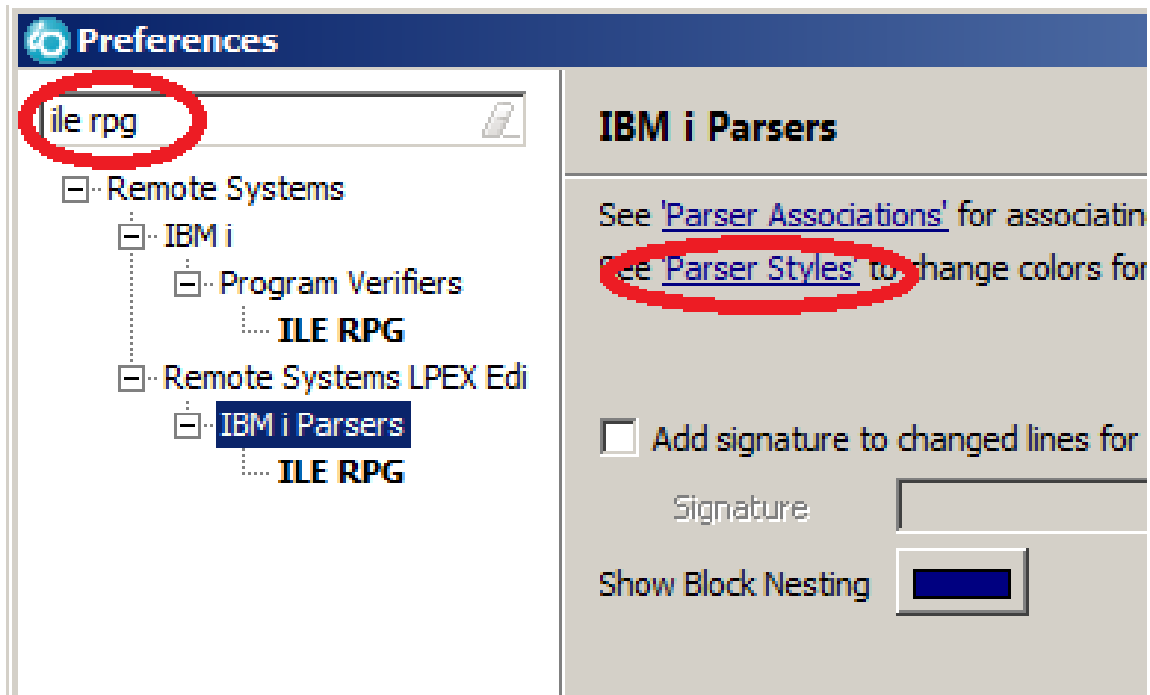 Preferences
ile rpg
Remote Systems
IBM i
Program Verifiers
ILE RPG
Remote Systems LPEX Edi
IBM i Parsers
ILE RPG
IBM i Parsers
See 'Parser Associations' for associatin
See 'Parser Styles' to change colors for
Add signature to changed lines for
Signature
Show Block Nesting